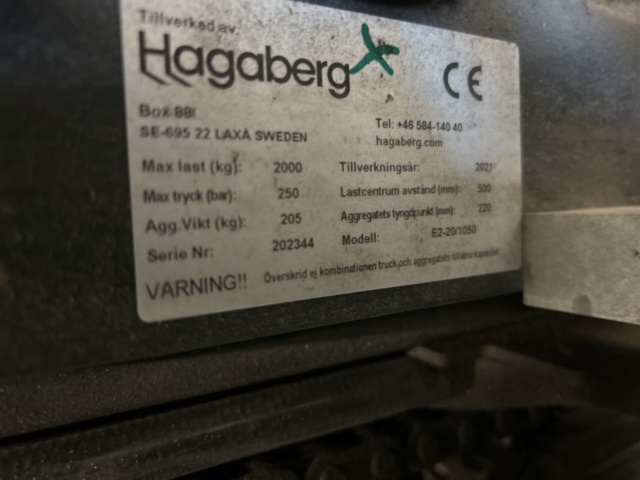 Tillverkad av:
Hagaberg
CE
Box
SE-695 22 LAXÅ SWEDEN
Tel: +46 584-140 40
hagaberg.com
Max last (kg): 2000
Tillverkningsår: 2021
Max tryck (bar): 250
Lastcentrum avstånd (mm): 500
Agg.Vikt (kg): 205
Aggregatets tyngdpunkt (mm): 220
Serie Nr: 202344
Modell: E2-20/1050
VARNING!! Överskrid ej kombinationen truck och aggregatets tillåtna kapacitet